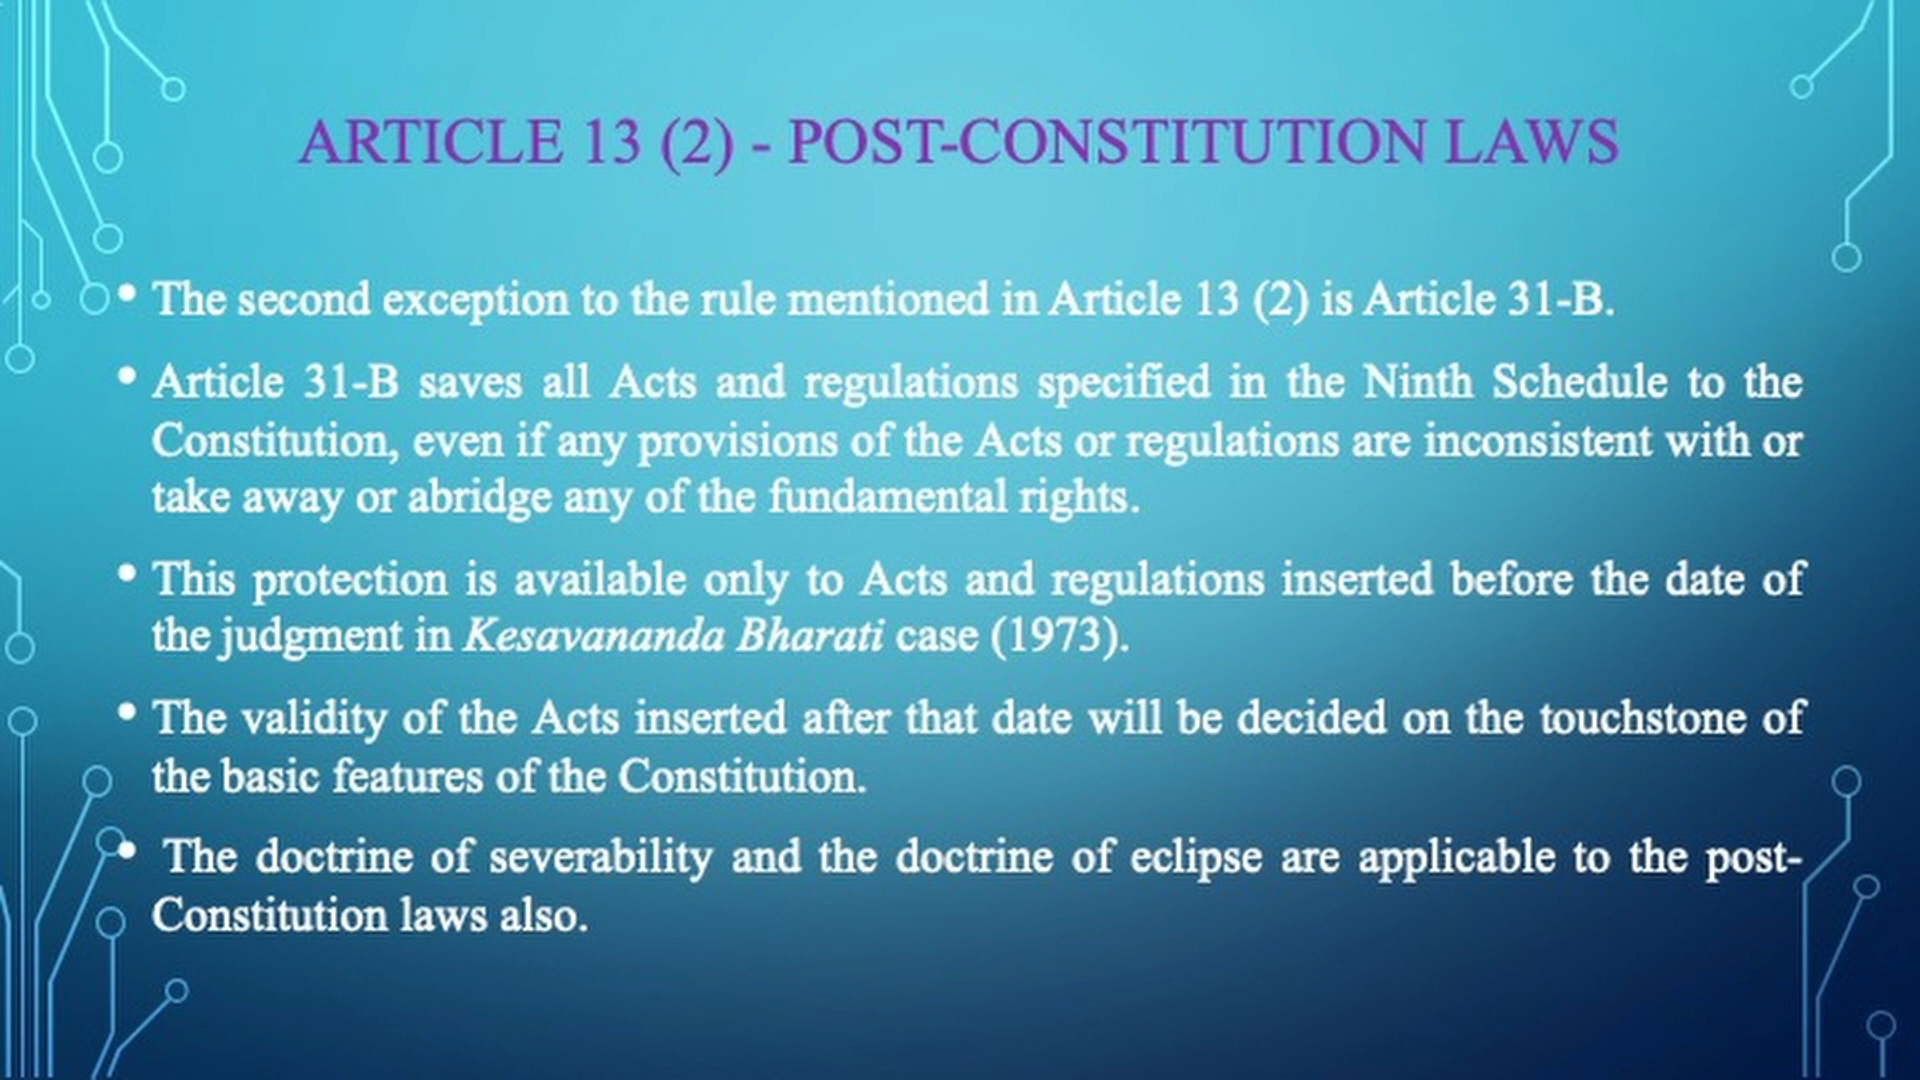 ARTICLE 13 (2) - POST-CONSTITUTION LAWS
• The second exception to the rule mentioned in Article 13 (2) is Article 31-B.
• Article 31-B saves all Acts and regulations specified in the Ninth Schedule to the
Constitution, even if any provisions of the Acts or regulations are inconsistent with or
take away or abridge any of the fundamental rights.
• This protection is available only to Acts and regulations inserted before the date of
the judgment in Kesavananda Bharati case (1973).
• The validity of the Acts inserted after that date will be decided on the touchstone of
the basic features of the Constitution.
• The doctrine of severability and the doctrine of eclipse are applicable to the post-
Constitution laws also.